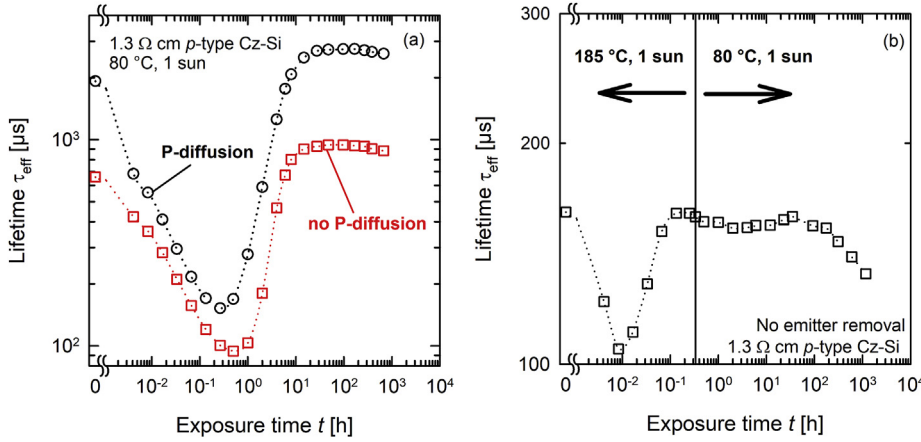 (a)
1.3 Ω cm p-type Cz-Si
80 °C, 1 sun
P-diffusion
no P-diffusion
Lifetime τeff [µs]
10³
10²
0 10⁻² 10⁻¹ 10⁰ 10¹ 10² 10³ 10⁴
Exposure time t [h]
(b)
185 °C, 1 sun
80 °C, 1 sun
No emitter removal
1.3 Ω cm p-type Cz-Si
Lifetime τeff [µs]
300
200
100
0 10⁻² 10⁻¹ 10⁰ 10¹ 10² 10³ 10⁴
Exposure time t [h]